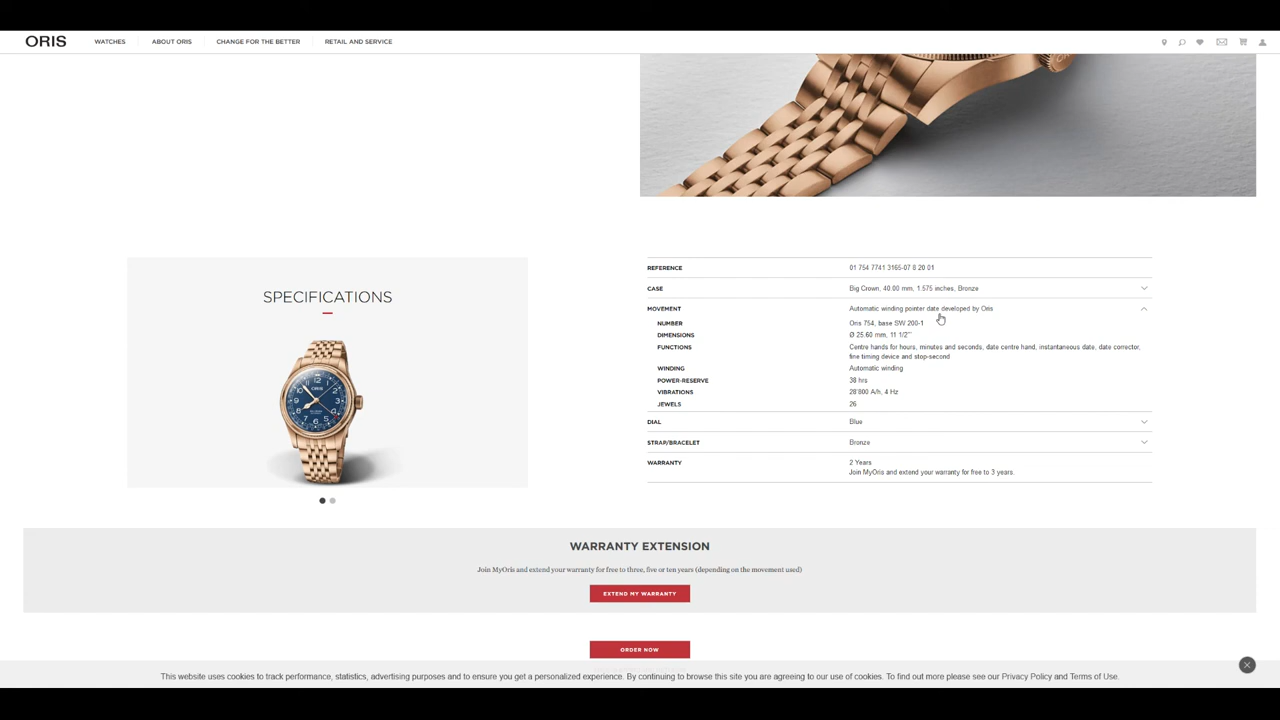 ORIS
WATCHES
ABOUT ORIS
CHANGE FOR THE BETTER
RETAIL AND SERVICE
SPECIFICATIONS
ORIS
REFERENCE 01 754 7741 3165-07 8 20 01
CASE Big Crown, 40.00 mm, 1.575 inches, Bronze
MOVEMENT Automatic winding pointer date developed by Oris
NUMBER Oris 754, base SW 200-1
DIMENSIONS Ø 25.60 mm, 11 1/2'''
FUNCTIONS Centre hands for hours, minutes and seconds, date centre hand, instantaneous date, date corrector,
fine timing device and stop-second
WINDING Automatic winding
POWER-RESERVE 38 hrs
VIBRATIONS 28'800 A/h, 4 Hz
JEWELS 26
DIAL Blue
STRAP/BRACELET Bronze
WARRANTY 2 Years
Join MyOris and extend your warranty for free to 3 years.
WARRANTY EXTENSION
Join MyOris and extend your warranty for free to three, five or ten years (depending on the movement used)
EXTEND MY WARRANTY
ORDER NOW
This website uses cookies to track performance, statistics, advertising purposes and to ensure you get a personalized experience. By continuing to browse this site you are agreeing to our use of cookies. To find out more please see our Privacy Policy and Terms of Use.